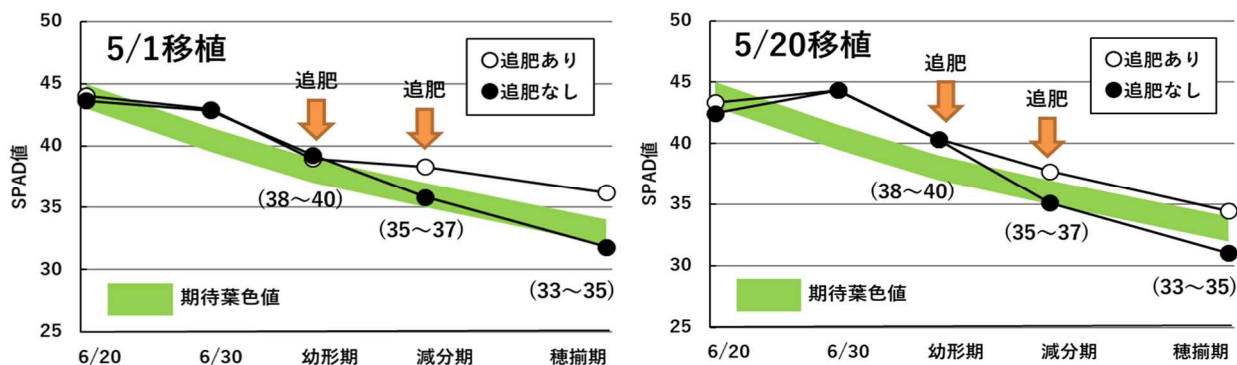 5/1移植
追肥あり
追肥なし
追肥
追肥
50
45
40
35
30
25
SPAD値
(38〜40)
(35〜37)
(33〜35)
期待葉色値
6/20
6/30
幼形期
減分期
穂揃期
5/20移植
追肥あり
追肥なし
追肥
追肥
50
45
40
35
30
25
SPAD値
(38〜40)
(35〜37)
(33〜35)
期待葉色値
6/20
6/30
幼形期
減分期
穂揃期